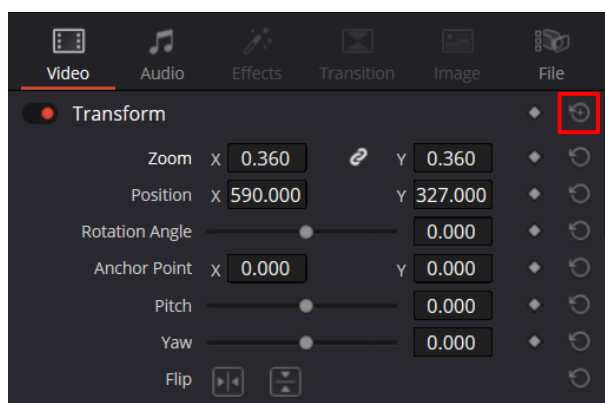 Video Audio Effects Transition Image File
Transform
Zoom X 0.360 Y 0.360
Position X 590.000 Y 327.000
Rotation Angle 0.000
Anchor Point X 0.000 Y 0.000
Pitch 0.000
Yaw 0.000
Flip